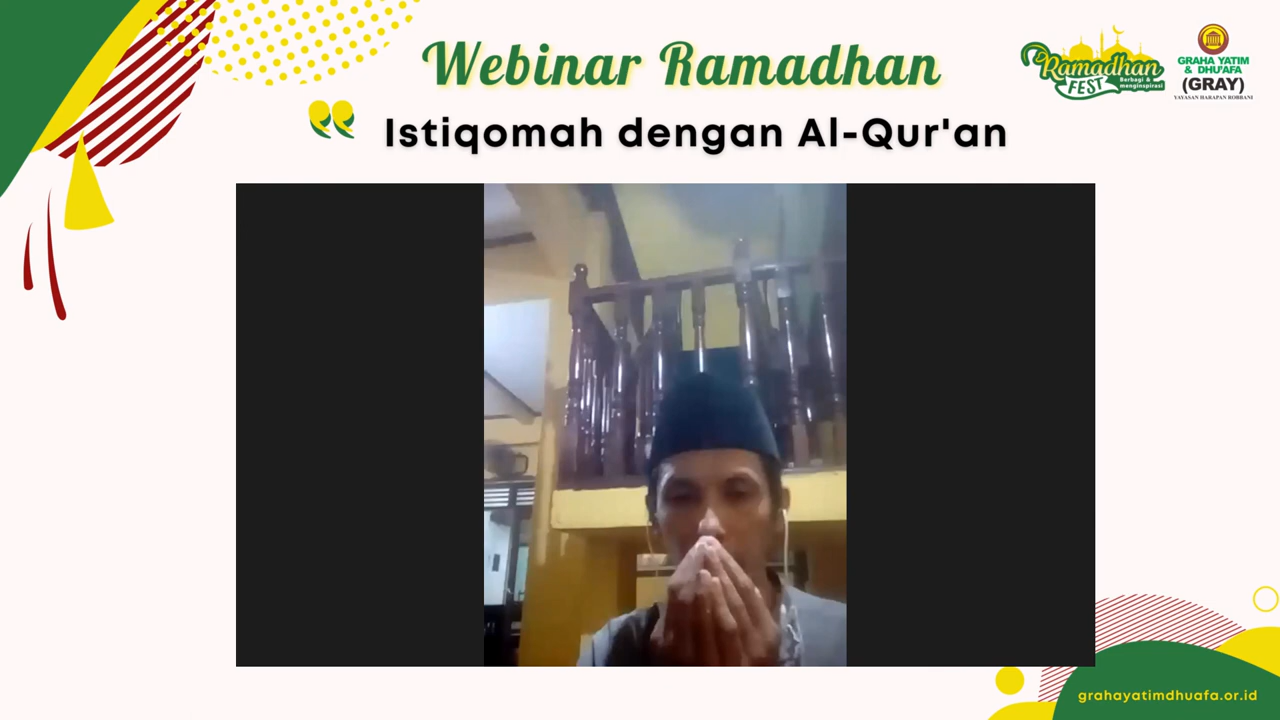 Webinar Ramadhan
Istiqomah dengan Al-Qur'an
Ramadhan
FEST
Berbagi &
menginspirasi
GRAHA YATIM
& DHU'AFA
(GRAY)
YAYASAN HARAPAN ROBBANI
grahayatimdhuafa.or.id